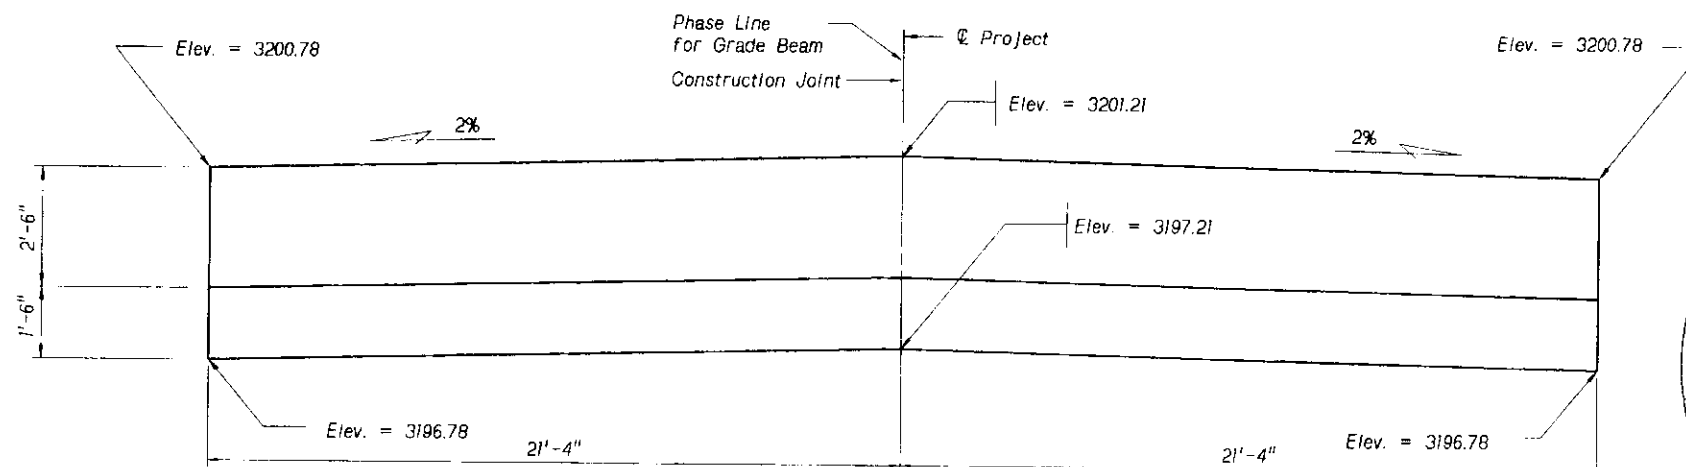 Phase Line
for Grade Beam
℄ Project
Construction Joint
Elev. = 3200.78
Elev. = 3200.78
Elev. = 3201.21
2%
2%
2'-6"
Elev. = 3197.21
1'-6"
Elev. = 3196.78
Elev. = 3196.78
21'-4"
21'-4"